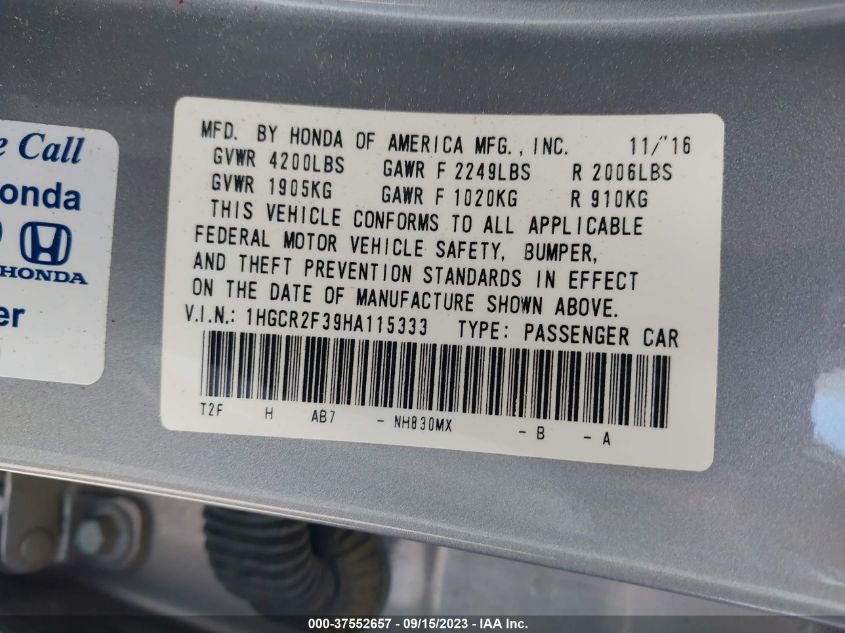 e Call
onda
HONDA
er
MFD. BY HONDA OF AMERICA MFG., INC. 11/'16
GVWR 4200LBS GAWR F 2249LBS R 2006LBS
GVWR 1905KG GAWR F 1020KG R 910KG
THIS VEHICLE CONFORMS TO ALL APPLICABLE
FEDERAL MOTOR VEHICLE SAFETY, BUMPER,
AND THEFT PREVENTION STANDARDS IN EFFECT
ON THE DATE OF MANUFACTURE SHOWN ABOVE.
V.I.N.: 1HGCR2F39HA115333 TYPE: PASSENGER CAR
T2F H AB7 - NH830MX - B - A
000-37552657 - 09/15/2023 - IAA Inc.